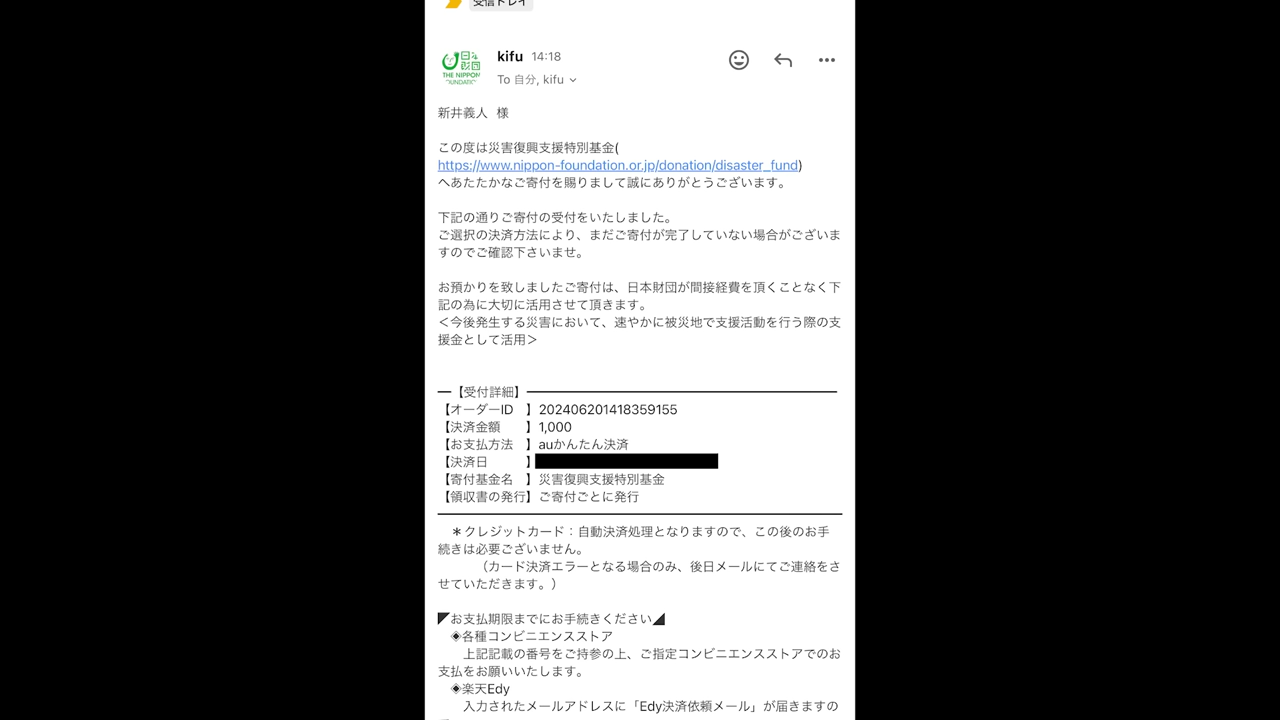 受信トレイ
日本
財団
THE NIPPON
FOUNDATION
kifu 14:18
To 自分, kifu
新井義人 様
この度は災害復興支援特別基金(
https://www.nippon-foundation.or.jp/donation/disaster_fund)
へあたたかなご寄付を賜りまして誠にありがとうございます。
下記の通りご寄付の受付をいたしました。
ご選択の決済方法により、まだご寄付が完了していない場合がございま
すのでご確認下さいませ。
お預かりを致しましたご寄付は、日本財団が間接経費を頂くことなく下
記の為に大切に活用させて頂きます。
＜今後発生する災害において、速やかに被災地で支援活動を行う際の支
援金として活用＞
━【受付詳細】━━━━━━━━━━━━━━━━━━━━━━━━━
【オーダーID 】202406201418359155
【決済金額 】1,000
【お支払方法 】auかんたん決済
【決済日 】
【寄付基金名 】災害復興支援特別基金
【領収書の発行】ご寄付ごとに発行
＊クレジットカード：自動決済処理となりますので、この後のお手
続きは必要ございません。
（カード決済エラーとなる場合のみ、後日メールにてご連絡をさ
せていただきます。）
◤お支払期限までにお手続きください◢
◈各種コンビニエンスストア
上記記載の番号をご持参の上、ご指定コンビニエンスストアでのお
支払をお願いいたします。
◈楽天Edy
入力されたメールアドレスに「Edy決済依頼メール」が届きますの